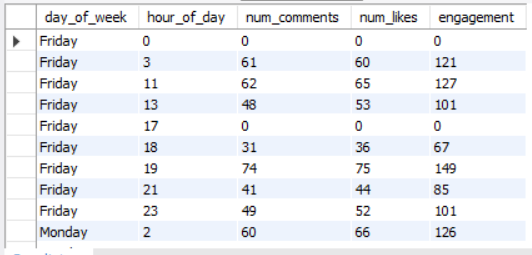 day_of_week hour_of_day num_comments num_likes engagement
Friday 0 0 0 0
Friday 3 61 60 121
Friday 11 62 65 127
Friday 13 48 53 101
Friday 17 0 0 0
Friday 18 31 36 67
Friday 19 74 75 149
Friday 21 41 44 85
Friday 23 49 52 101
Monday 2 60 66 126